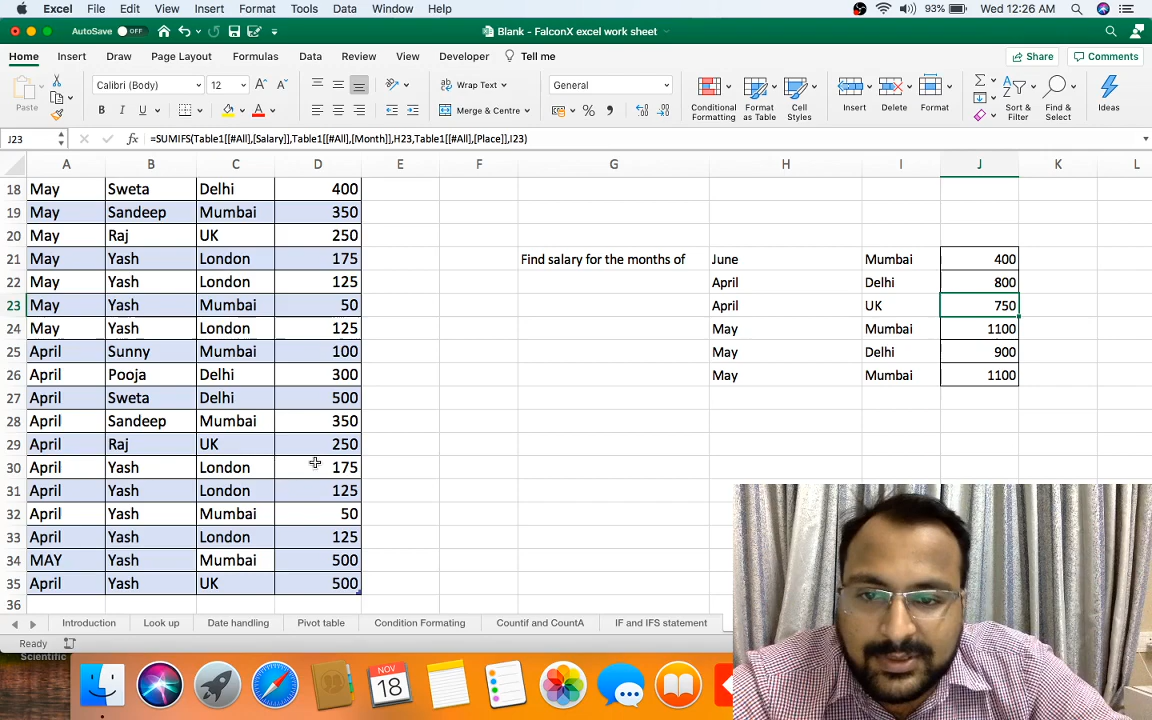 Excel File Edit View Insert Format Tools Data Window Help 93% Wed 12:26 AM
AutoSave OFF Blank - FalconX excel work sheet
Home Insert Draw Page Layout Formulas Data Review View Developer Tell me Share Comments
Paste Calibri (Body) 12 A A Wrap Text General Conditional Formatting Format as Table Cell Styles Insert Delete Format Sort & Filter Find & Select Ideas
B I U A Merge & Centre %
J23 fx =SUMIFS(Table1[[#All],[Salary]],Table1[[#All],[Month]],H23,Table1[[#All],[Place]],I23)
A B C D E F G H I J K L
18 May Sweta Delhi 400
19 May Sandeep Mumbai 350
20 May Raj UK 250
21 May Yash London 175 Find salary for the months of June Mumbai 400
22 May Yash London 125 April Delhi 800
23 May Yash Mumbai 50 April UK 750
24 May Yash London 125 May Mumbai 1100
25 April Sunny Mumbai 100 May Delhi 900
26 April Pooja Delhi 300 May Mumbai 1100
27 April Sweta Delhi 500
28 April Sandeep Mumbai 350
29 April Raj UK 250
30 April Yash London 175
31 April Yash London 125
32 April Yash Mumbai 50
33 April Yash London 125
34 MAY Yash Mumbai 500
35 April Yash UK 500
36
Introduction Look up Date handling Pivot table Condition Formating Countif and CountA IF and IFS statement
Ready
Scientific
NOV
18